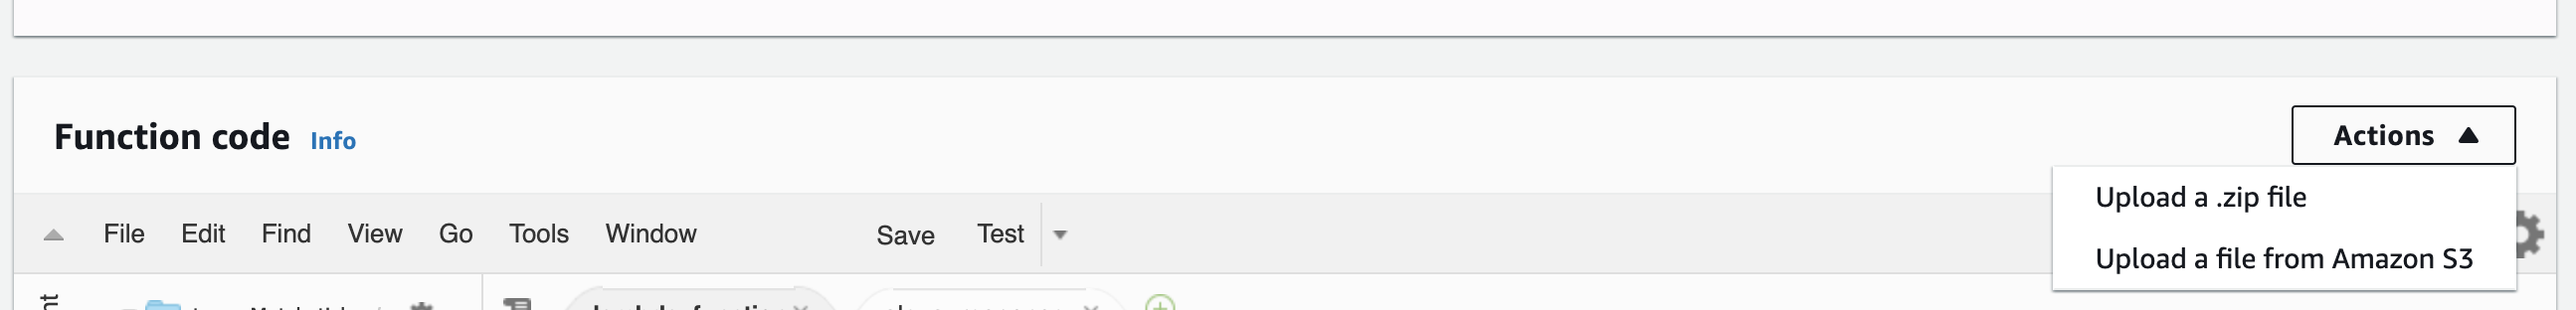 Function code Info
Actions
Upload a .zip file
Upload a file from Amazon S3
File Edit Find View Go Tools Window Save Test